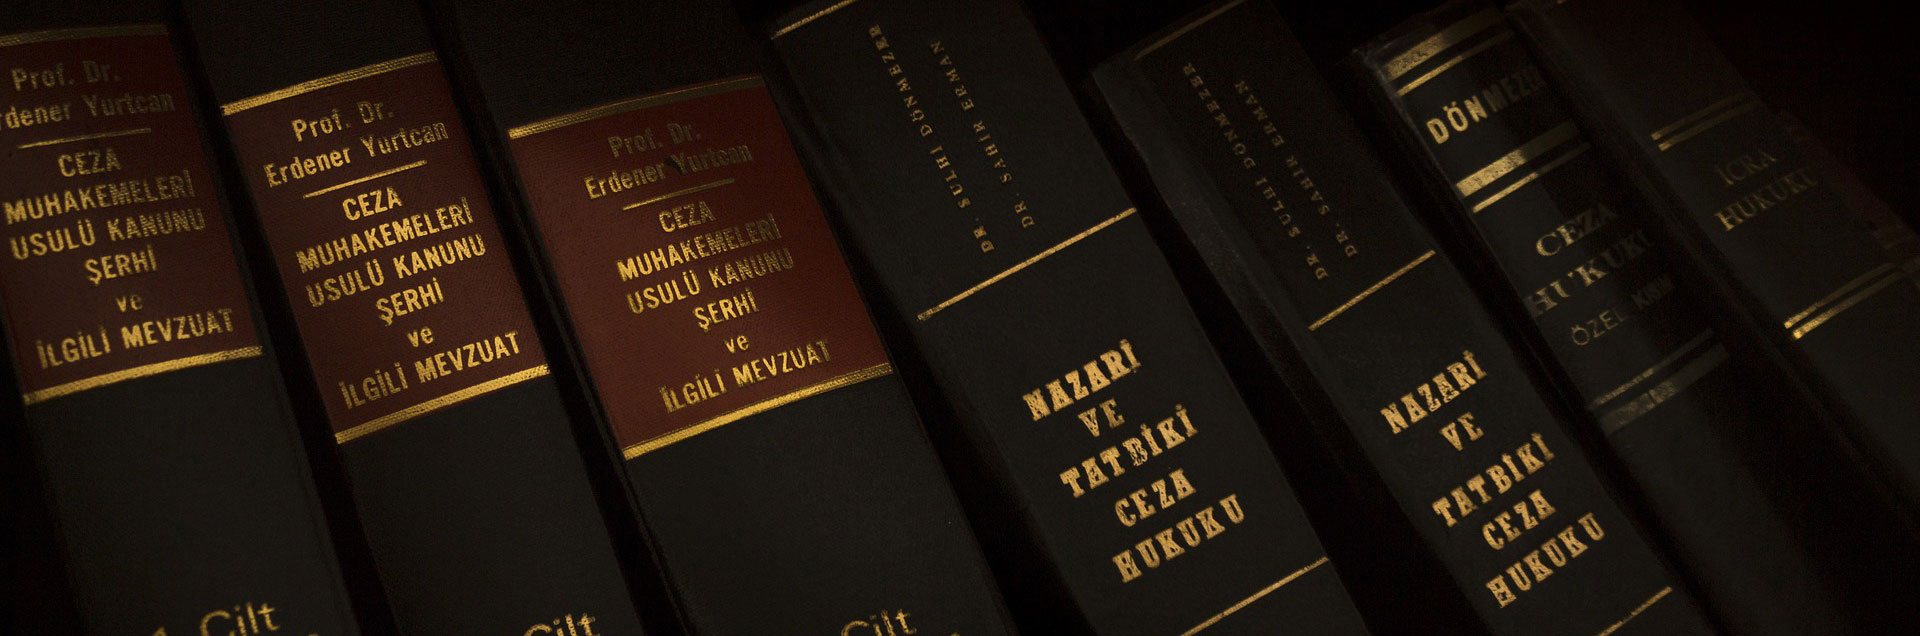 Prof. Dr.
Erdener Yurtcan
CEZA
MUHAKEMELERİ
USULÜ KANUNU
ŞERHİ
ve
İLGİLİ MEVZUAT
Cilt
Prof. Dr.
Erdener Yurtcan
CEZA
MUHAKEMELERİ
USULÜ KANUNU
ŞERHİ
ve
İLGİLİ MEVZUAT
Cilt
Prof. Dr.
Erdener Yurtcan
CEZA
MUHAKEMELERİ
USULÜ KANUNU
ŞERHİ
ve
İLGİLİ MEVZUAT
Cilt
DR. SULHİ DÖNMEZER
DR. SAHİR ERMAN
NAZARİ
VE
TATBİKİ
CEZA
HUKUKU
DR. SULHİ DÖNMEZER
DR. SAHİR ERMAN
NAZARİ
VE
TATBİKİ
CEZA
HUKUKU
DÖNMEZER
CEZA
HUKUKU
ÖZEL KISIM
İCRA
HUKUKU